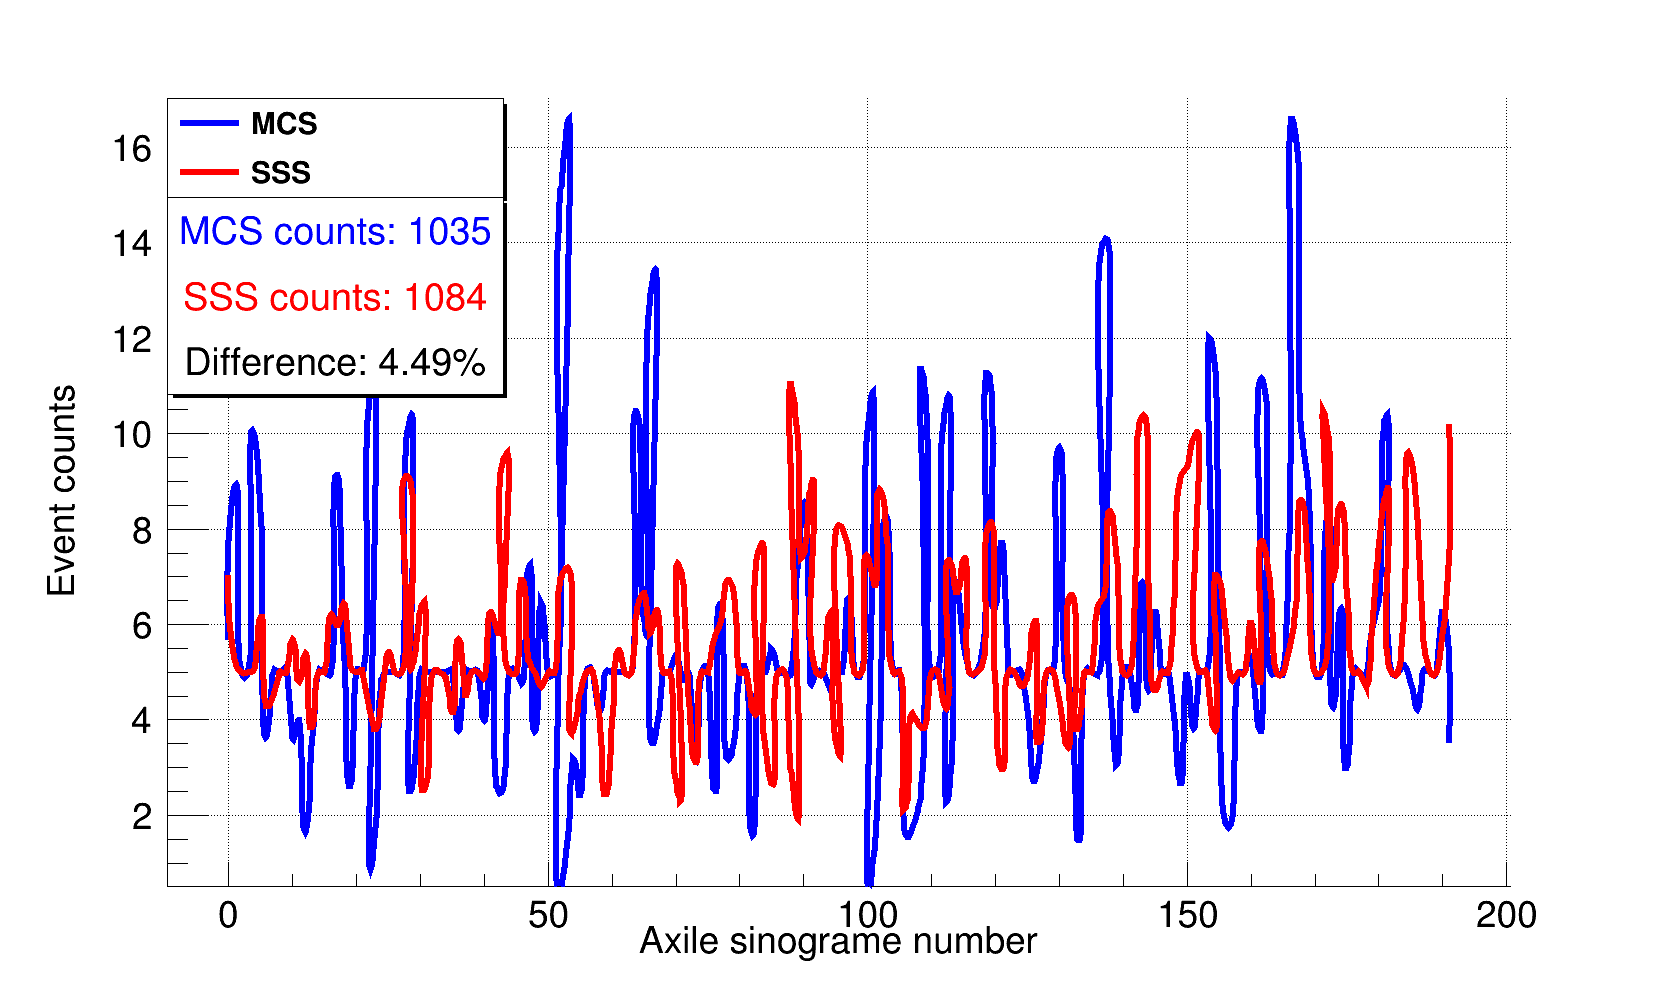 MCS
SSS
MCS counts: 1035
SSS counts: 1084
Difference: 4.49%
Event counts
16
14
12
10
8
6
4
2
0 50 100 150 200
Axile sinograme number